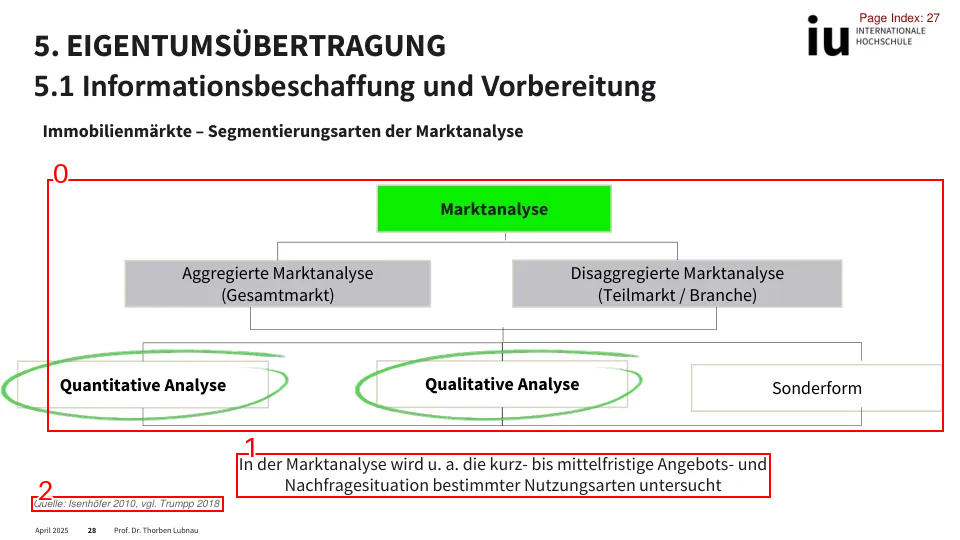 Page Index: 27
iu INTERNATIONALE
HOCHSCHULE
5. EIGENTUMSÜBERTRAGUNG
5.1 Informationsbeschaffung und Vorbereitung
Immobilienmärkte – Segmentierungsarten der Marktanalyse
0
Marktanalyse
Aggregierte Marktanalyse
(Gesamtmarkt)
Disaggregierte Marktanalyse
(Teilmarkt / Branche)
Quantitative Analyse
Qualitative Analyse
Sonderform
1
In der Marktanalyse wird u. a. die kurz- bis mittelfristige Angebots- und
Nachfragesituation bestimmter Nutzungsarten untersucht
2
Quelle: Isenhöfer 2010, vgl. Trumpp 2018
April 2025 28 Prof. Dr. Thorben Lubnau